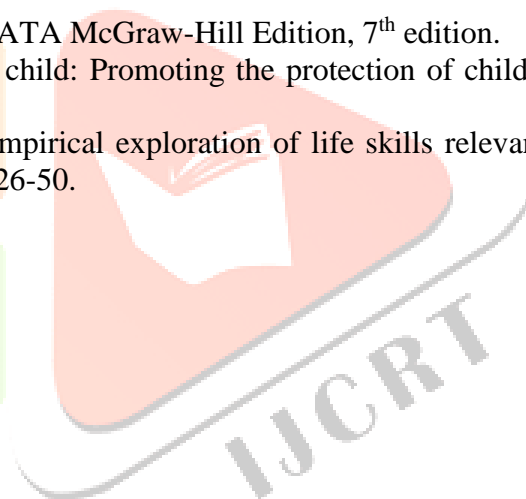 ATA McGraw-Hill Edition, 7th edition.
child: Promoting the protection of child
mpirical exploration of life skills relevan
26-50.
IJCRT